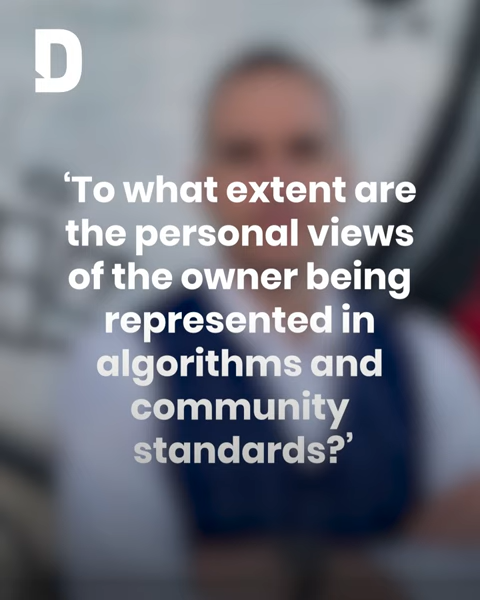 D
‘To what extent are
the personal views
of the owner being
represented in
algorithms and
community
standards?’